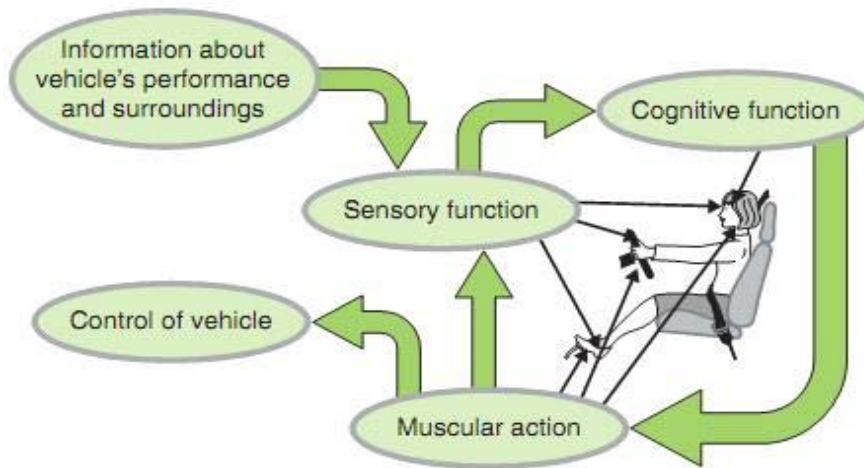 Information about
vehicle's performance
and surroundings
Cognitive function
Sensory function
Control of vehicle
Muscular action